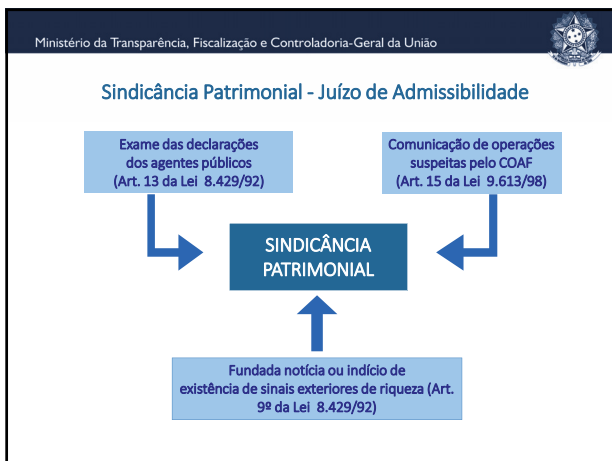 Ministério da Transparência, Fiscalização e Controladoria-Geral da União
Sindicância Patrimonial - Juízo de Admissibilidade
Exame das declarações
dos agentes públicos
(Art. 13 da Lei 8.429/92)
Comunicação de operações
suspeitas pelo COAF
(Art. 15 da Lei 9.613/98)
SINDICÂNCIA
PATRIMONIAL
Fundada notícia ou indício de
existência de sinais exteriores de riqueza (Art.
9º da Lei 8.429/92)